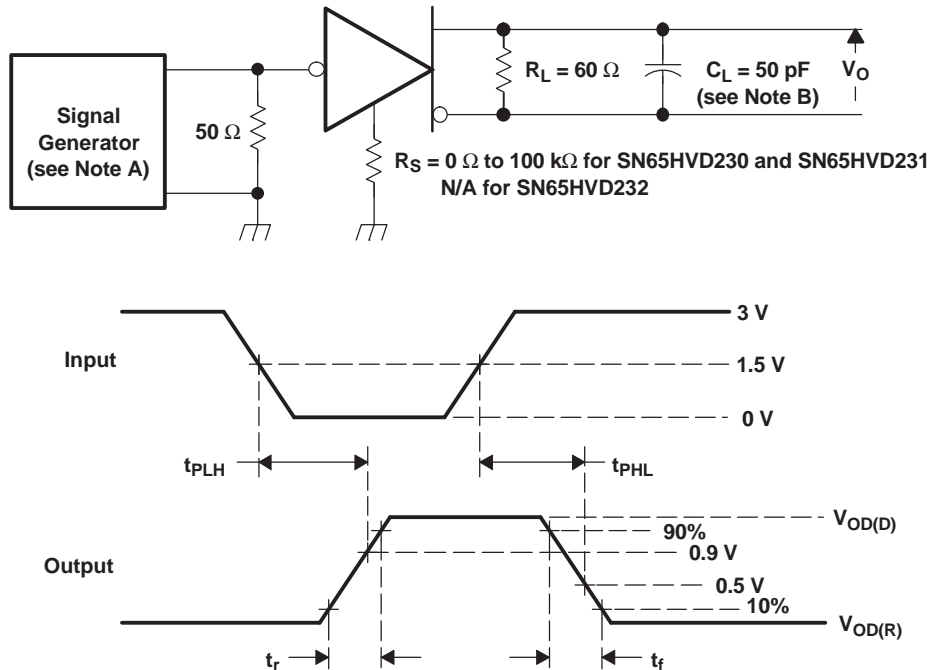 Signal
Generator
(see Note A)
50 Ω
R_L = 60 Ω
C_L = 50 pF
(see Note B)
V_O
R_S = 0 Ω to 100 kΩ for SN65HVD230 and SN65HVD231
N/A for SN65HVD232
Input
3 V
1.5 V
0 V
t_PLH
t_PHL
Output
V_OD(D)
90%
0.9 V
0.5 V
10%
V_OD(R)
t_r
t_f